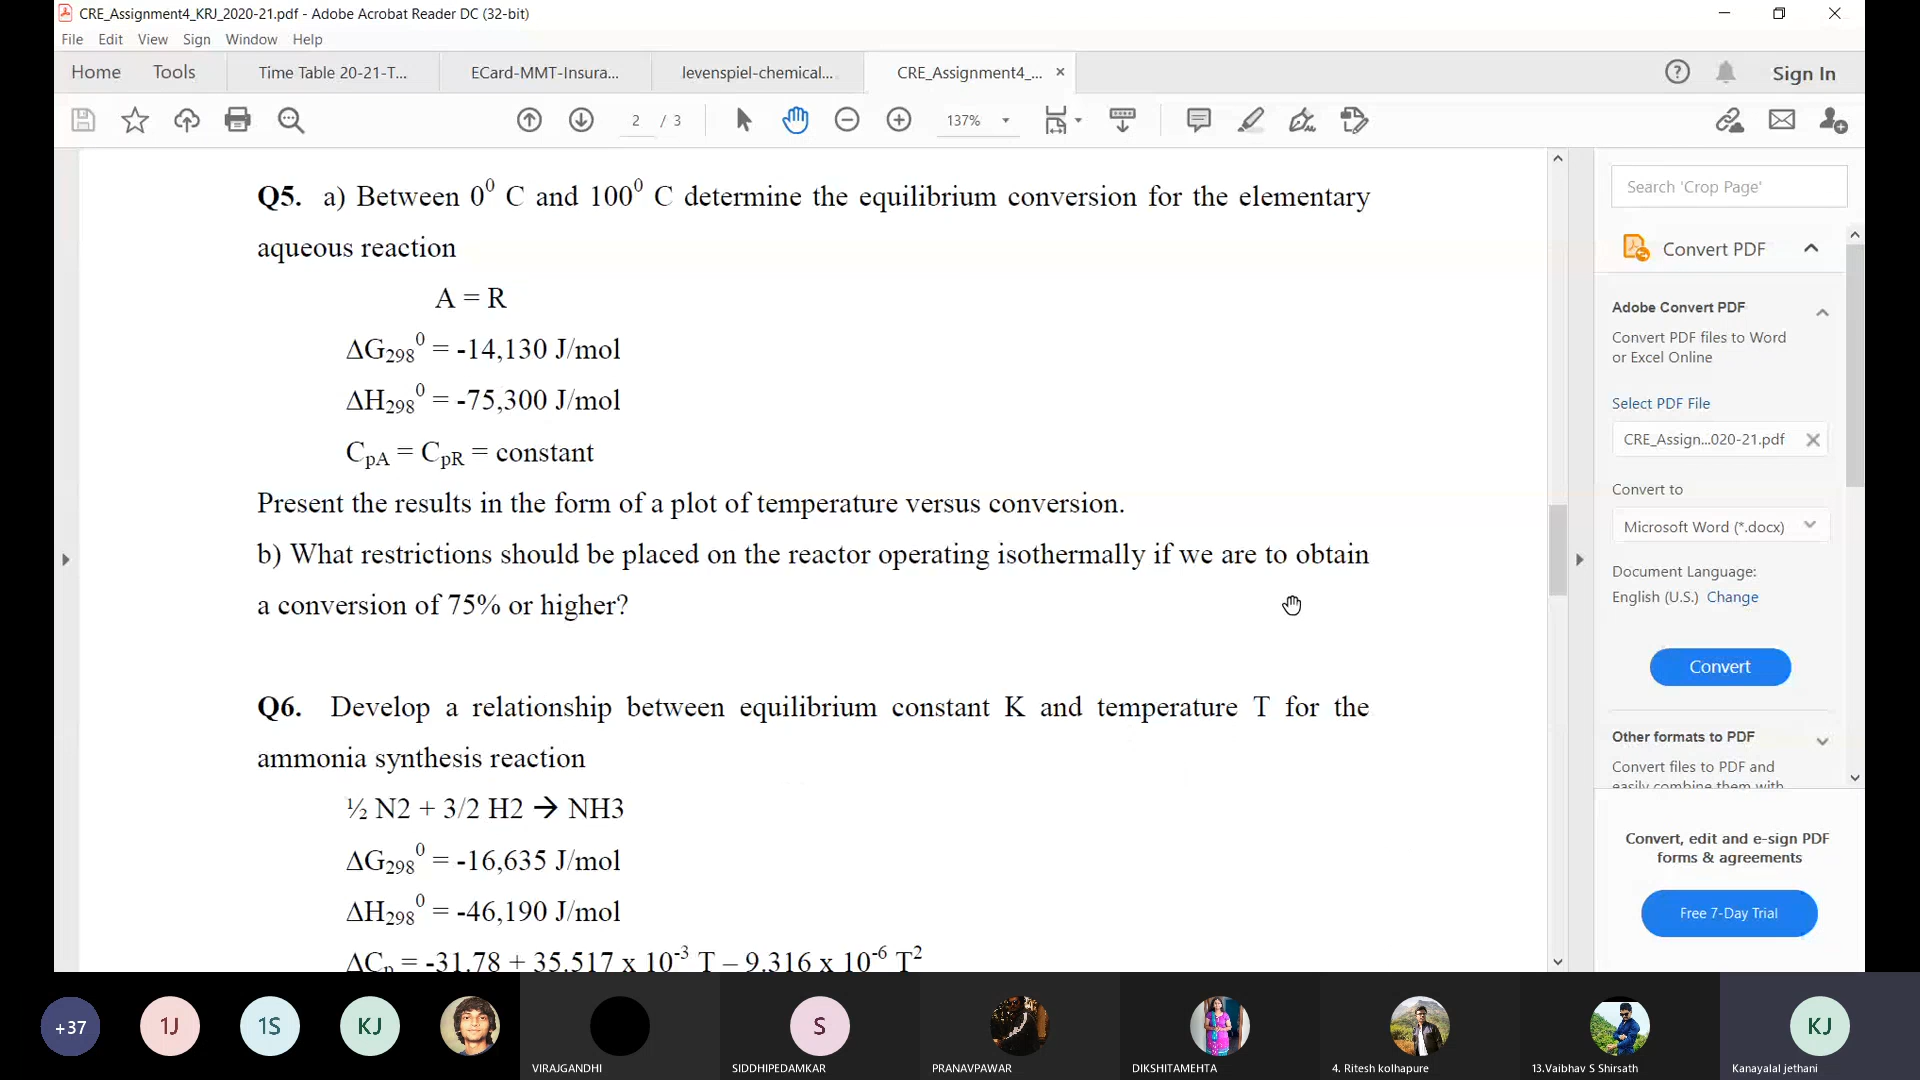 CRE_Assignment4_KRJ_2020-21.pdf - Adobe Acrobat Reader DC (32-bit)
File Edit View Sign Window Help
Home Tools Time Table 20-21-T... ECard-MMT-Insura... levenspiel-chemical... CRE_Assignment4_... × Sign In
2 / 3 137%
Q5. a) Between 0⁰ C and 100⁰ C determine the equilibrium conversion for the elementary
aqueous reaction
A = R
ΔG₂₉₈⁰ = -14,130 J/mol
ΔH₂₉₈⁰ = -75,300 J/mol
CpA = CpR = constant
Present the results in the form of a plot of temperature versus conversion.
b) What restrictions should be placed on the reactor operating isothermally if we are to obtain
a conversion of 75% or higher?
Q6. Develop a relationship between equilibrium constant K and temperature T for the
ammonia synthesis reaction
½ N2 + 3/2 H2 → NH3
ΔG₂₉₈⁰ = -16,635 J/mol
ΔH₂₉₈⁰ = -46,190 J/mol
ΔCp = -31.78 + 35.517 x 10⁻³ T – 9.316 x 10⁻⁶ T²
Search 'Crop Page'
Convert PDF
Adobe Convert PDF
Convert PDF files to Word
or Excel Online
Select PDF File
CRE_Assign...020-21.pdf
Convert to
Microsoft Word (*.docx)
Document Language:
English (U.S.) Change
Convert
Other formats to PDF
Convert files to PDF and
easily combine them with
Convert, edit and e-sign PDF
forms & agreements
Free 7-Day Trial
+37 1J 1S KJ S KJ
VIRAJGANDHI SIDDHIPEDAMKAR PRANAVPAWAR DIKSHITAMEHTA 4. Ritesh kolhapure 13.Vaibhav S Shirsath Kanayalal jethani